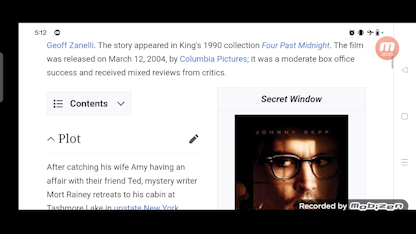 5:12
Geoff Zanelli. The story appeared in King's 1990 collection Four Past Midnight. The film
was released on March 12, 2004, by Columbia Pictures; it was a moderate box office
success and received mixed reviews from critics.
Contents
Secret Window
JOHNNY DEPP
Plot
After catching his wife Amy having an
affair with their friend Ted, mystery writer
Mort Rainey retreats to his cabin at
Tashmore Lake in upstate New York
Recorded by mobizen